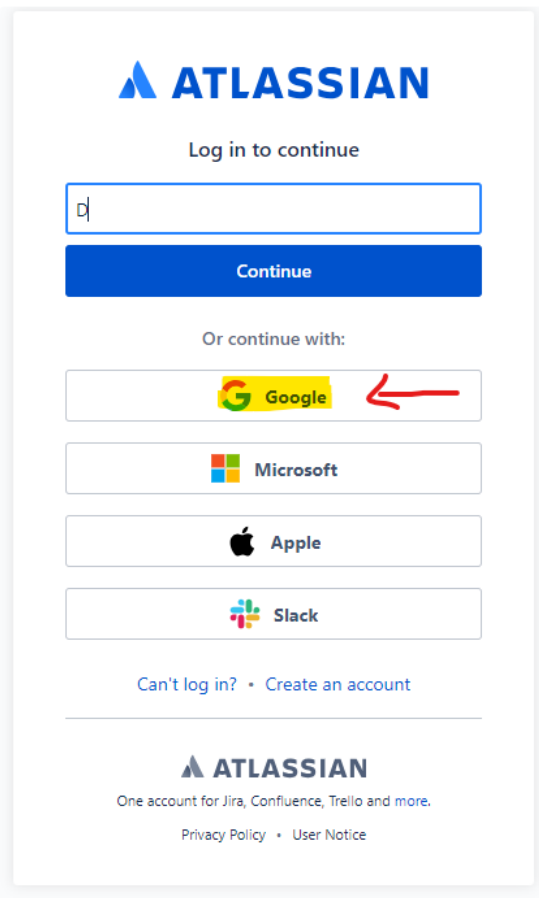 ATLASSIAN
Log in to continue
D
Continue
Or continue with:
Google
Microsoft
Apple
Slack
Can't log in? • Create an account
ATLASSIAN
One account for Jira, Confluence, Trello and more.
Privacy Policy • User Notice